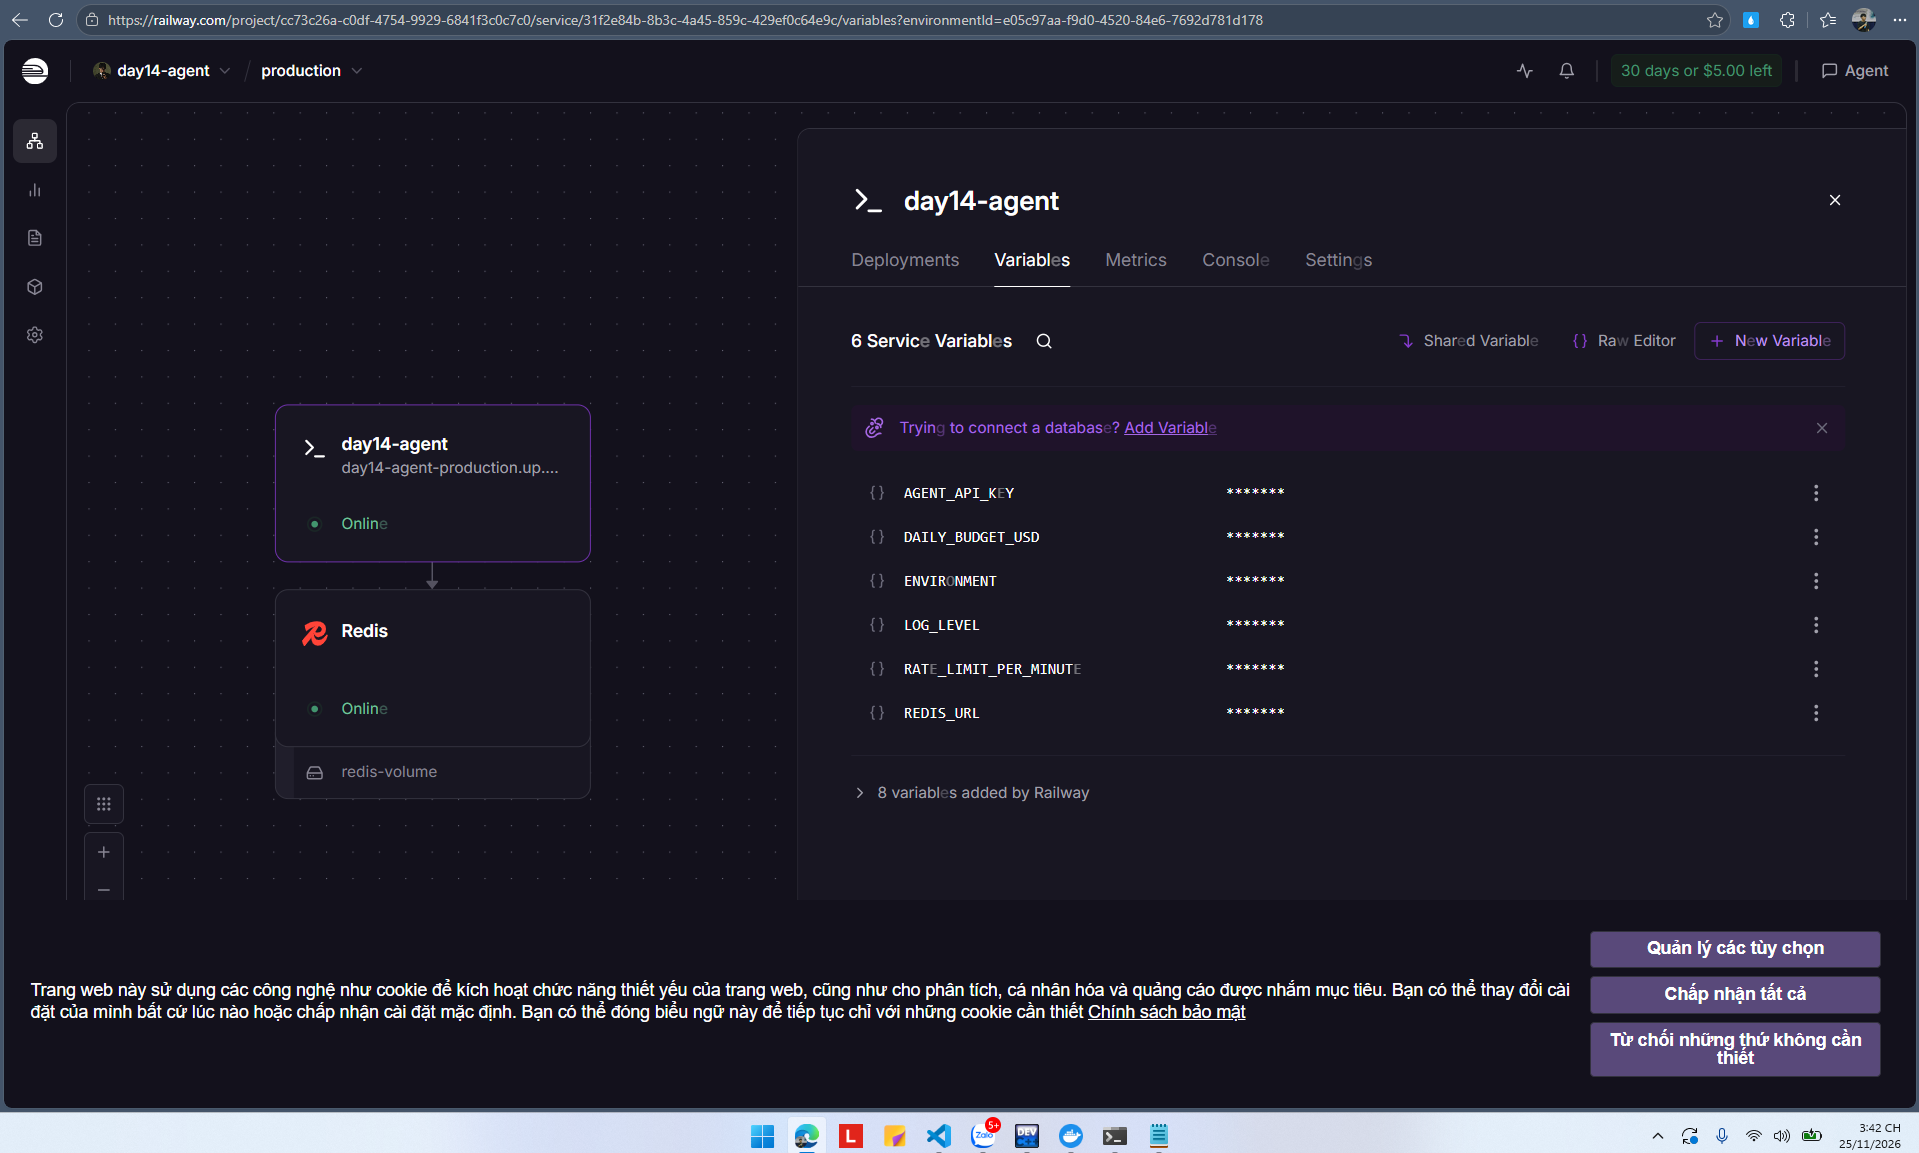 https://railway.com/project/cc73c26a-c0df-4754-9929-6841f3c0c7c0/service/31f2e84b-8b3c-4a45-859c-429ef0c64e9c/variables?environmentId=e05c97aa-f9d0-4520-84e6-7692d781d178
day14-agent / production
30 days or $5.00 left
Agent
day14-agent
day14-agent-production.up....
Online
Redis
Online
redis-volume
day14-agent
Deployments Variables Metrics Console Settings
6 Service Variables
Shared Variable {} Raw Editor + New Variable
Trying to connect a database? Add Variable
{} AGENT_API_KEY *******
{} DAILY_BUDGET_USD *******
{} ENVIRONMENT *******
{} LOG_LEVEL *******
{} RATE_LIMIT_PER_MINUTE *******
{} REDIS_URL *******
8 variables added by Railway
Trang web này sử dụng các công nghệ như cookie để kích hoạt chức năng thiết yếu của trang web, cũng như cho phân tích, cá nhân hóa và quảng cáo được nhắm mục tiêu. Bạn có thể thay đổi cài
đặt của mình bất cứ lúc nào hoặc chấp nhận cài đặt mặc định. Bạn có thể đóng biểu ngữ này để tiếp tục chỉ với những cookie cần thiết Chính sách bảo mật
Quản lý các tùy chọn
Chấp nhận tất cả
Từ chối những thứ không cần
thiết
L
Zalo
5+
DEV
C++
3:42 CH
25/11/2026